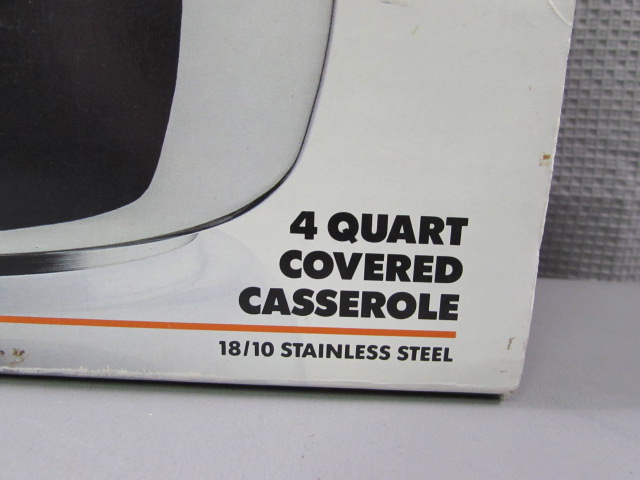 4 QUART
COVERED
CASSEROLE
18/10 STAINLESS STEEL